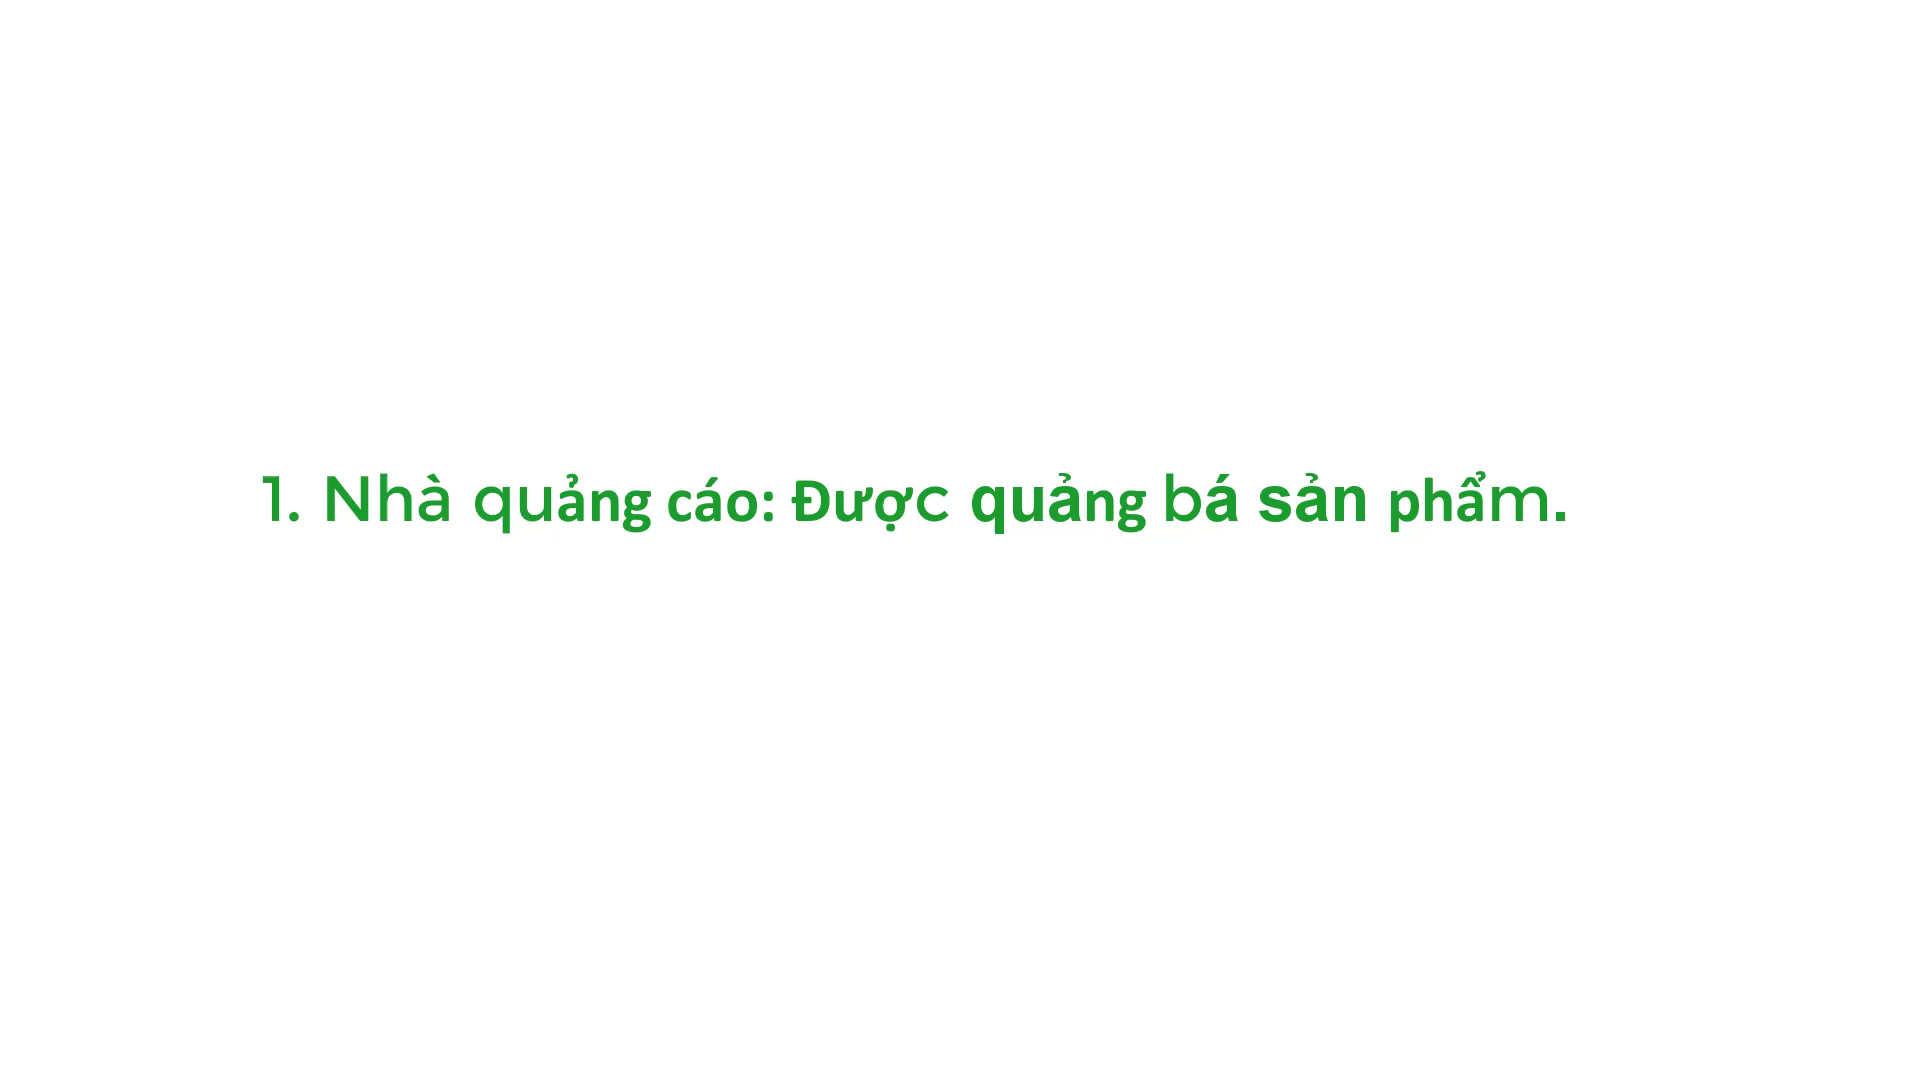 1. Nhà quảng cáo: Được quảng bá sản phẩm.